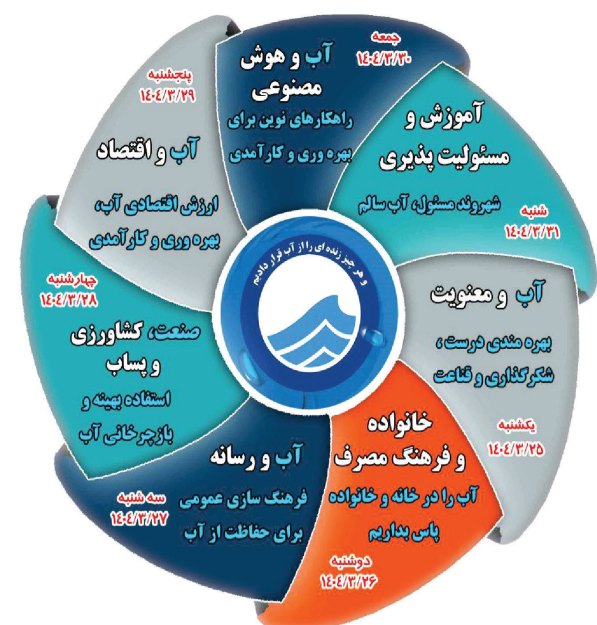 و هر چیز زنده ای را از آب قرار دادیم
جمعه
۱۴۰۴/۳/۳۰
آب و هوش
مصنوعی
راهکارهای نوین برای
بهره وری و کارآمدی
آموزش و
مسئولیت پذیری
شهروند مسئول، آب سالم
شنبه
۱۴۰۴/۳/۳۱
آب و معنویت
بهره مندی درست ،
شکرگذاری و قناعت
یکشنبه
۱۴۰۴/۳/۲۵
خانواده
و فرهنگ مصرف
آب را در خانه و خانواده
پاس بداریم
دوشنبه
۱۴۰۴/۳/۲۶
آب و رسانه
فرهنگ سازی عمومی
برای حفاظت از آب
سه شنبه
۱۴۰۴/۳/۲۷
چهارشنبه
۱۴۰۴/۳/۲۸
صنعت، کشاورزی
و پساب
استفاده بهینه و
بازچرخانی آب
پنجشنبه
۱۴۰۴/۳/۲۹
آب و اقتصاد
ارزش اقتصادی آب،
بهره وری و کارآمدی